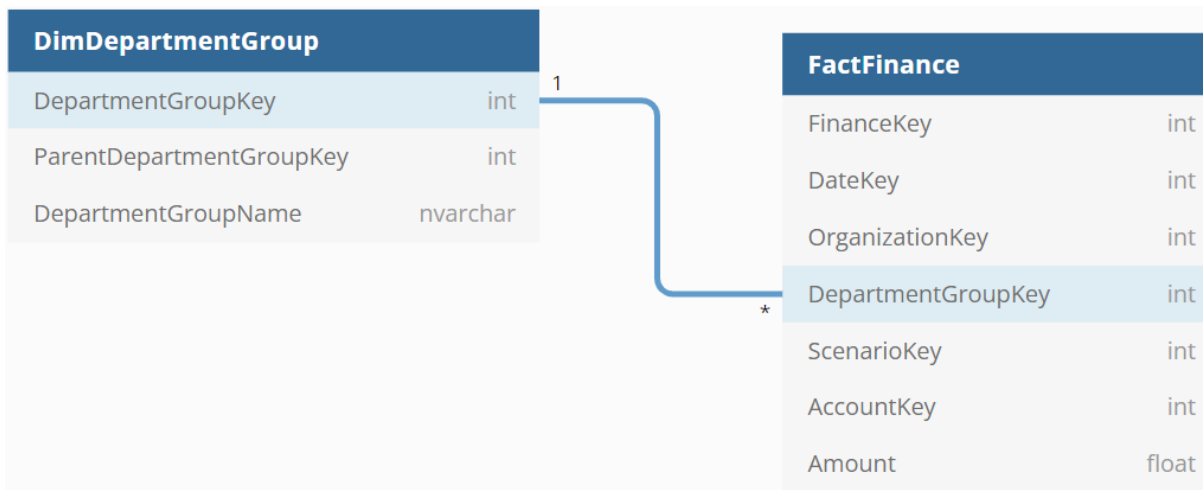 DimDepartmentGroup
DepartmentGroupKey int
ParentDepartmentGroupKey int
DepartmentGroupName nvarchar
1
*
FactFinance
FinanceKey int
DateKey int
OrganizationKey int
DepartmentGroupKey int
ScenarioKey int
AccountKey int
Amount float